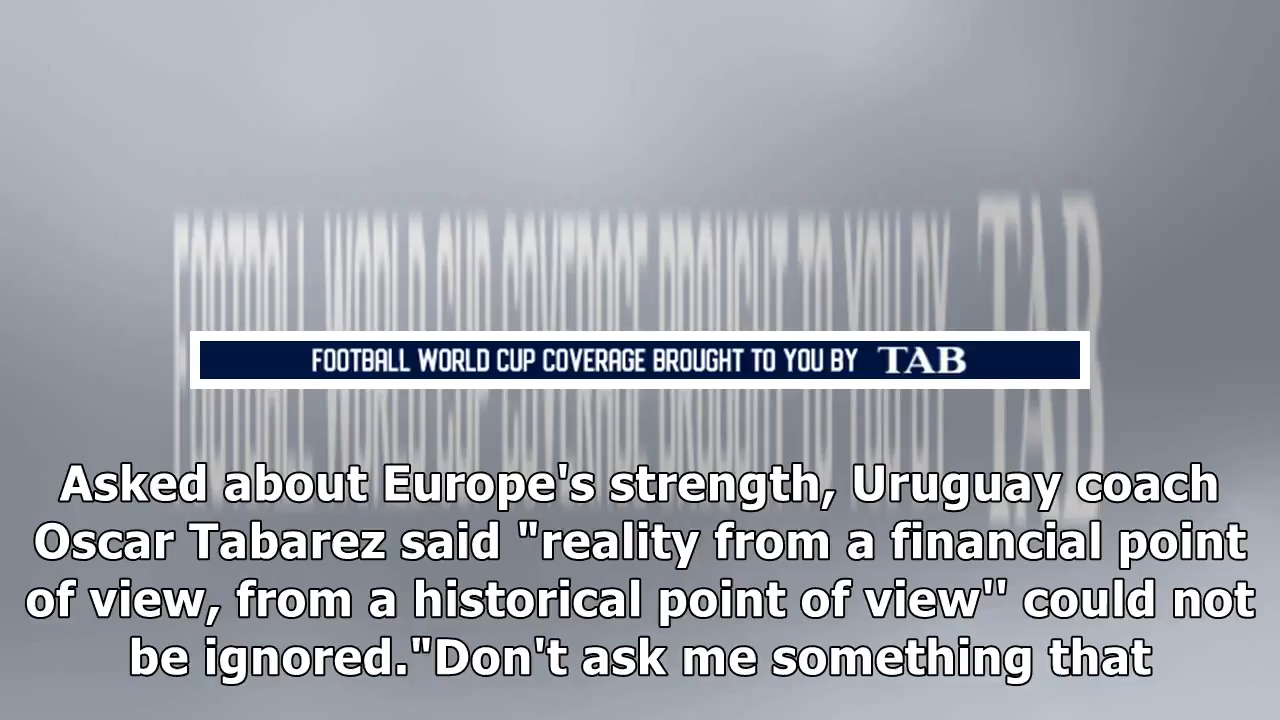 FOOTBALL WORLD CUP COVERAGE BROUGHT TO YOU BY TAB
Asked about Europe's strength, Uruguay coach
Oscar Tabarez said "reality from a financial point
of view, from a historical point of view'' could not
be ignored."Don't ask me something that